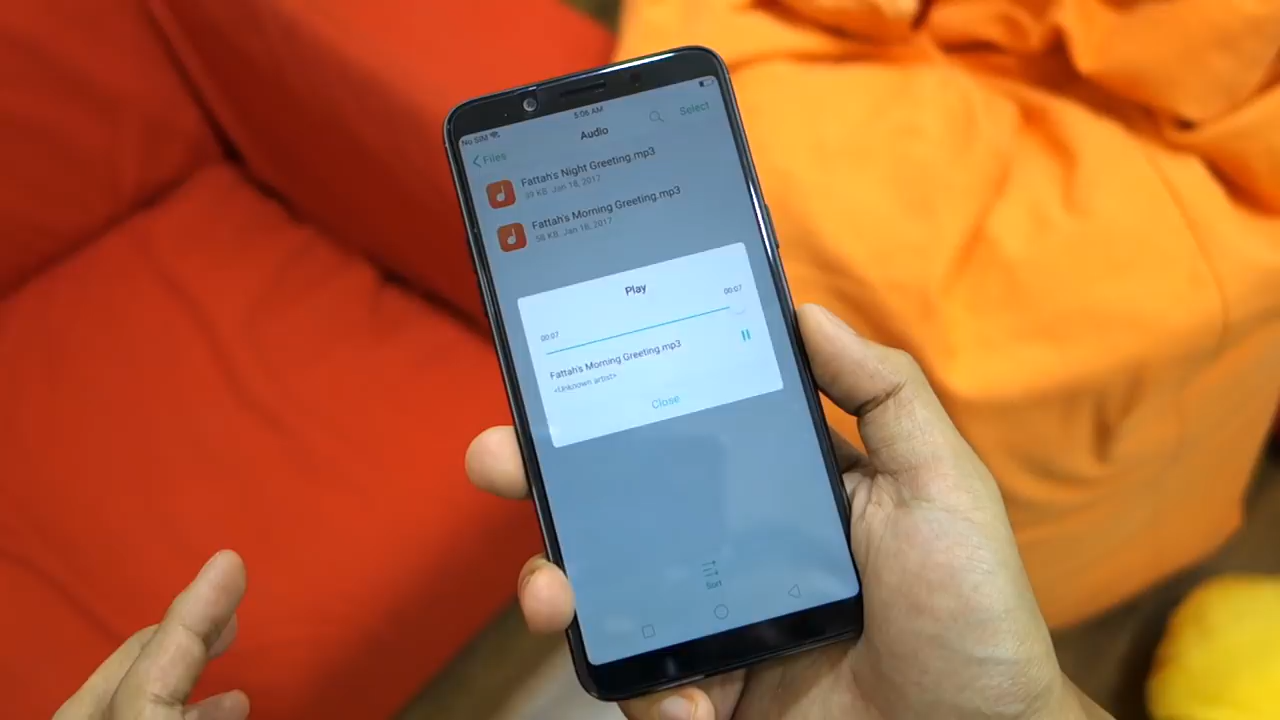 No SIM
5:06 AM
Files
Audio
Select
Fattah's Night Greeting.mp3
Jan 18, 2017
Fattah's Morning Greeting.mp3
58 KB Jan 18, 2017
Play
00:07
00:07
Fattah's Morning Greeting.mp3
<Unknown artist>
Close
Sort